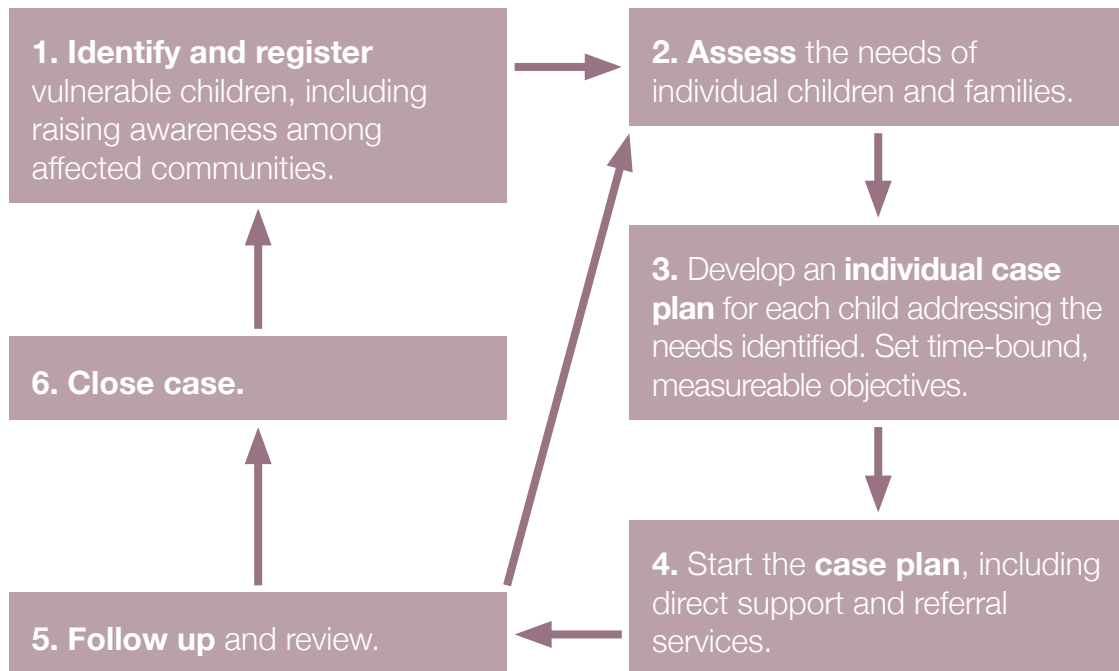 1. Identify and register
vulnerable children, including
raising awareness among
affected communities.
2. Assess the needs of
individual children and families.
3. Develop an individual case
plan for each child addressing the
needs identified. Set time-bound,
measureable objectives.
4. Start the case plan, including
direct support and referral
services.
5. Follow up and review.
6. Close case.